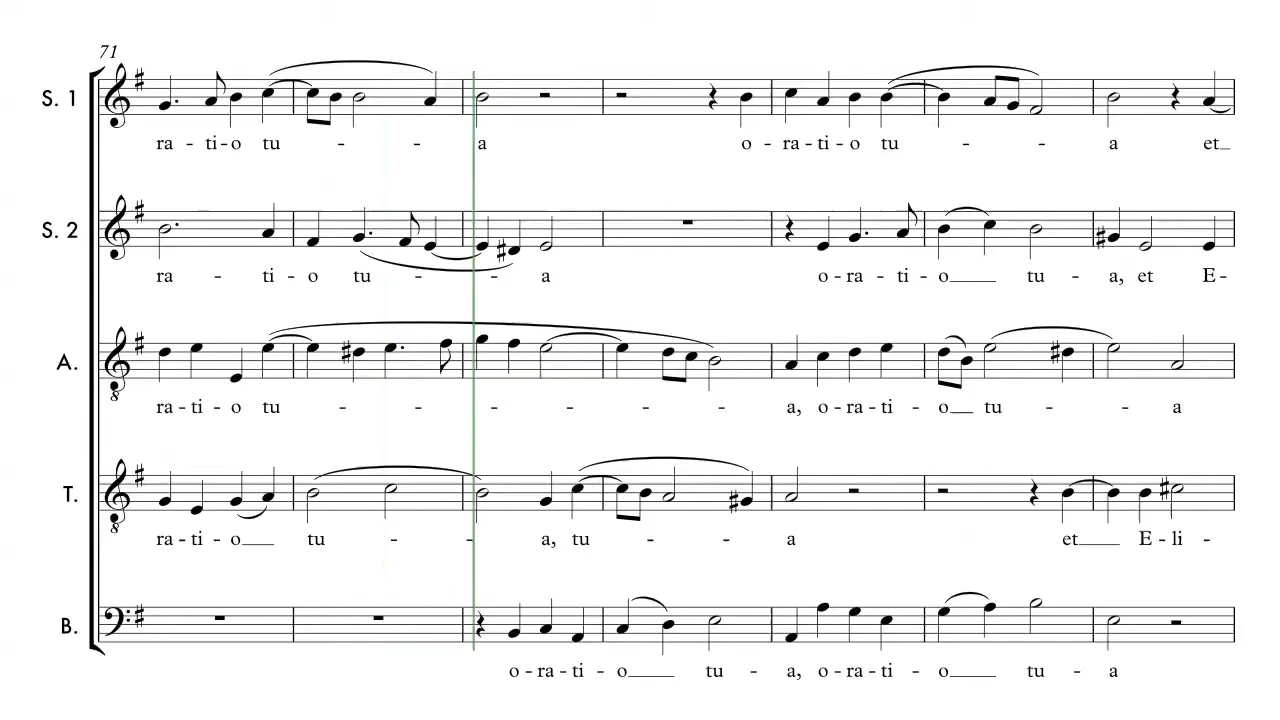 71
S. 1
ra - ti - o tu - - a o - ra - ti - o tu - - a et
S. 2
ra - ti - o tu - - a o - ra - ti - o tu - a, et E -
A.
ra - ti - o tu - - - - - - a, o - ra - ti - o tu - - a
T.
ra - ti - o tu - - a, tu - - a et E - li -
B.
o - ra - ti - o tu - a, o - ra - ti - o tu - a